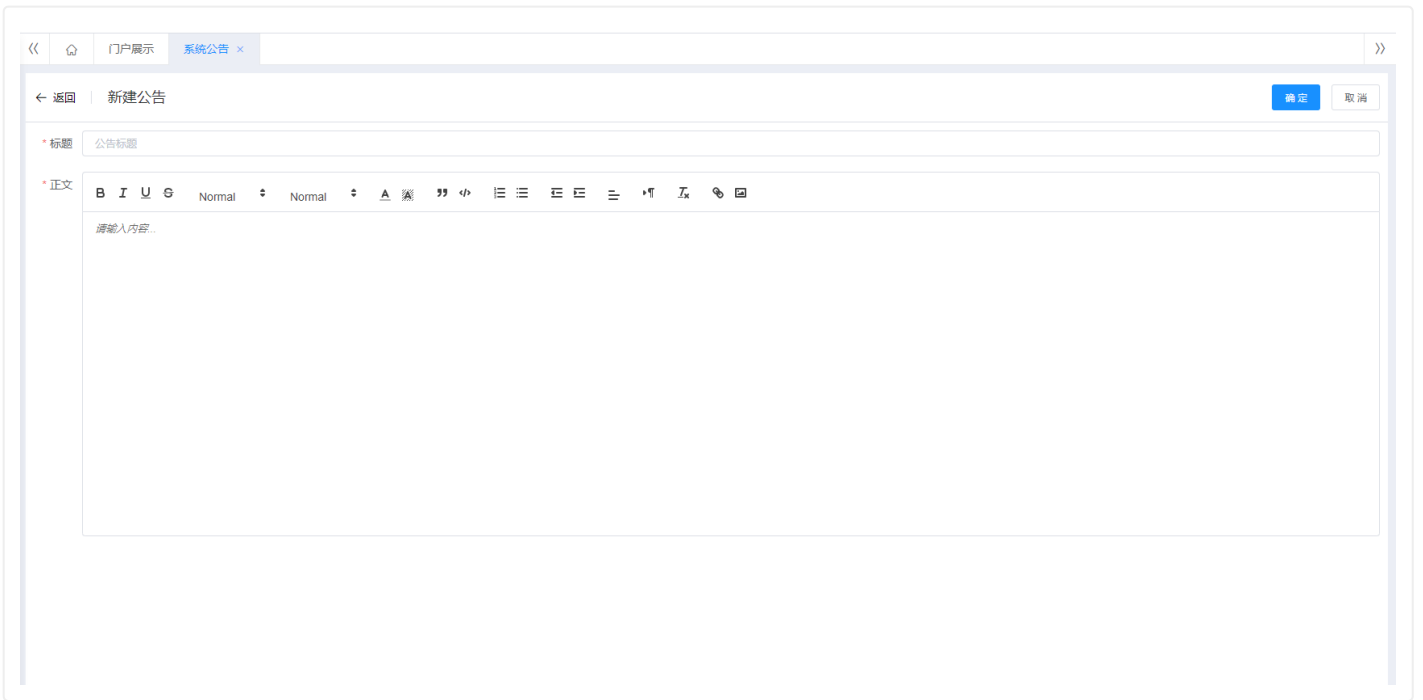 门户展示 系统公告 ×
返回 新建公告 确定 取消
* 标题 公告标题
* 正文
B I U S Normal Normal A A
请输入内容...